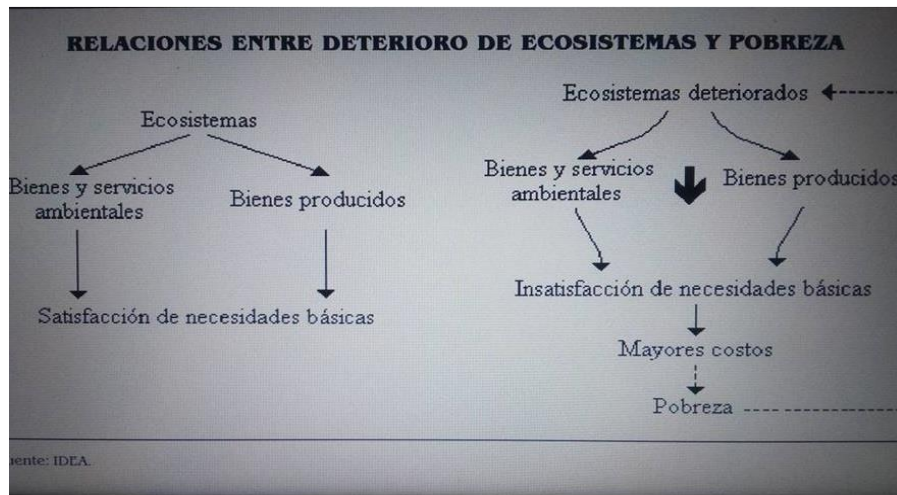 RELACIONES ENTRE DETERIORO DE ECOSISTEMAS Y POBREZA
Ecosistemas
Bienes y servicios
ambientales
Bienes producidos
Satisfacción de necesidades básicas
Ecosistemas deteriorados
Bienes y servicios
ambientales
Bienes producidos
Insatisfacción de necesidades básicas
Mayores costos
Pobreza
iente: IDEA.